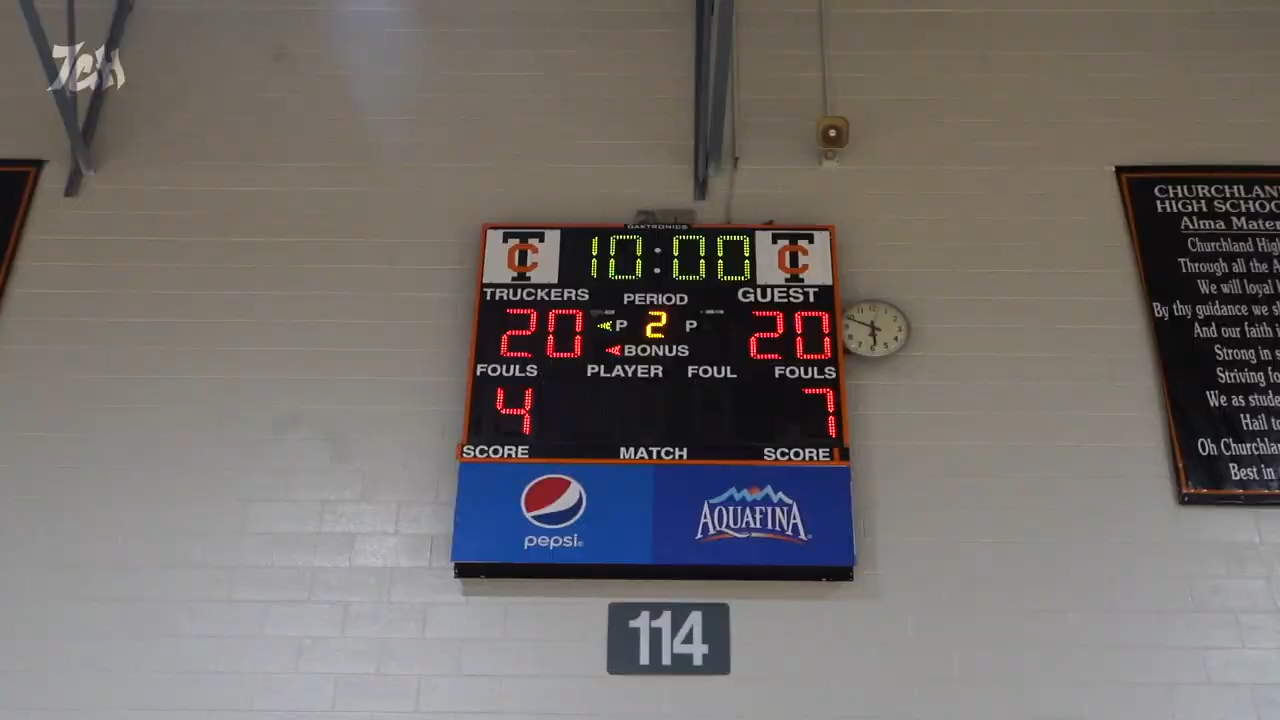 JCH
DAKTRONICS
TC 10:00 TC
TRUCKERS PERIOD GUEST
20 P 2 P 20
BONUS
FOULS PLAYER FOUL FOULS
4 7
SCORE MATCH SCORE
pepsi
AQUAFINA
114
CHURCHLAN
HIGH SCHOO
Alma Mater
Churchland High
Through all the A
We will loyal
By thy guidance we s
And our faith
Strong in s
Striving fo
We as stude
Hail to
Oh Churchlan
Best in